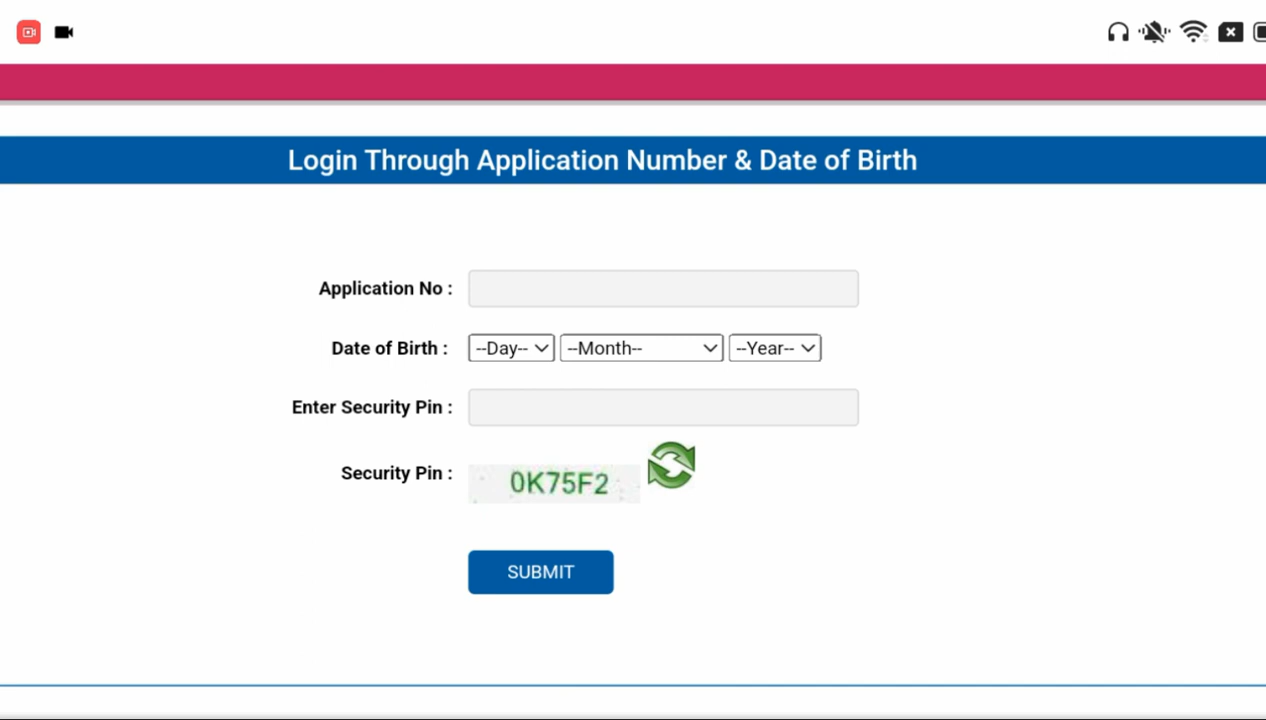 Login Through Application Number & Date of Birth
Application No :
Date of Birth : --Day-- --Month-- --Year--
Enter Security Pin :
Security Pin : 0K75F2
SUBMIT